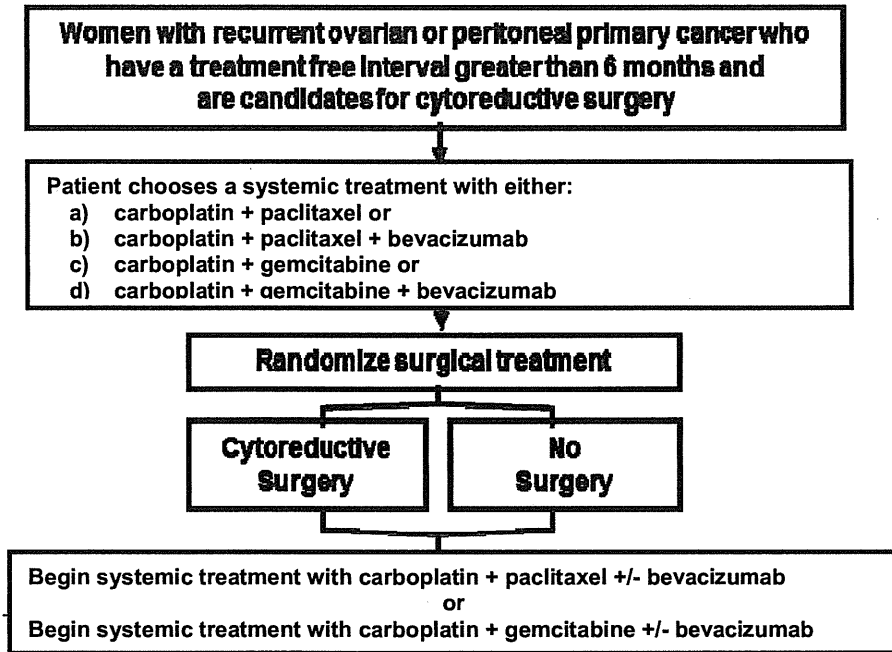 Women with recurrent ovarian or peritoneal primary cancer who
have a treatment free interval greater than 6 months and
are candidates for cytoreductive surgery
Patient chooses a systemic treatment with either:
a) carboplatin + paclitaxel or
b) carboplatin + paclitaxel + bevacizumab
c) carboplatin + gemcitabine or
d) carboplatin + gemcitabine + bevacizumab
Randomize surgical treatment
Cytoreductive
Surgery
No
Surgery
Begin systemic treatment with carboplatin + paclitaxel +/- bevacizumab
or
Begin systemic treatment with carboplatin + gemcitabine +/- bevacizumab